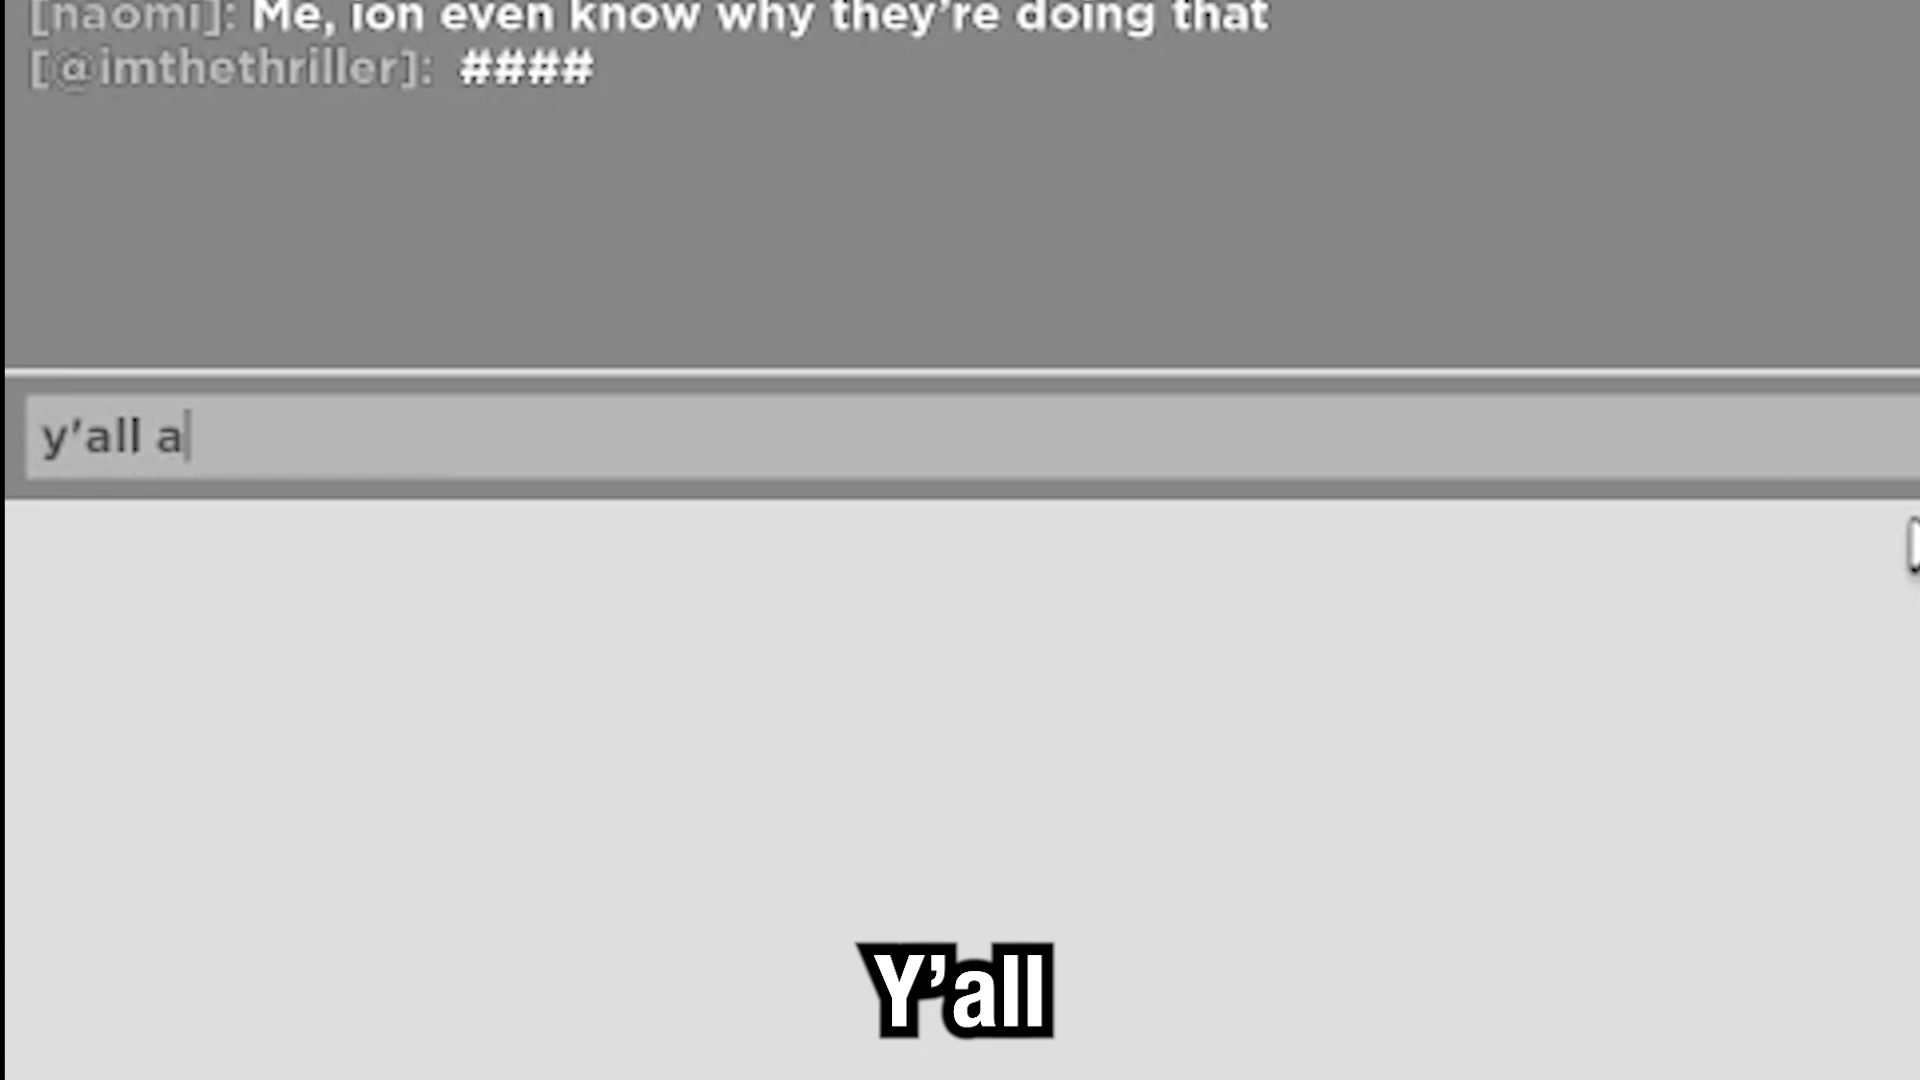 [naomi]: Me, ion even know why they’re doing that
[@imthethriller]: ####
y'all a
Y’all